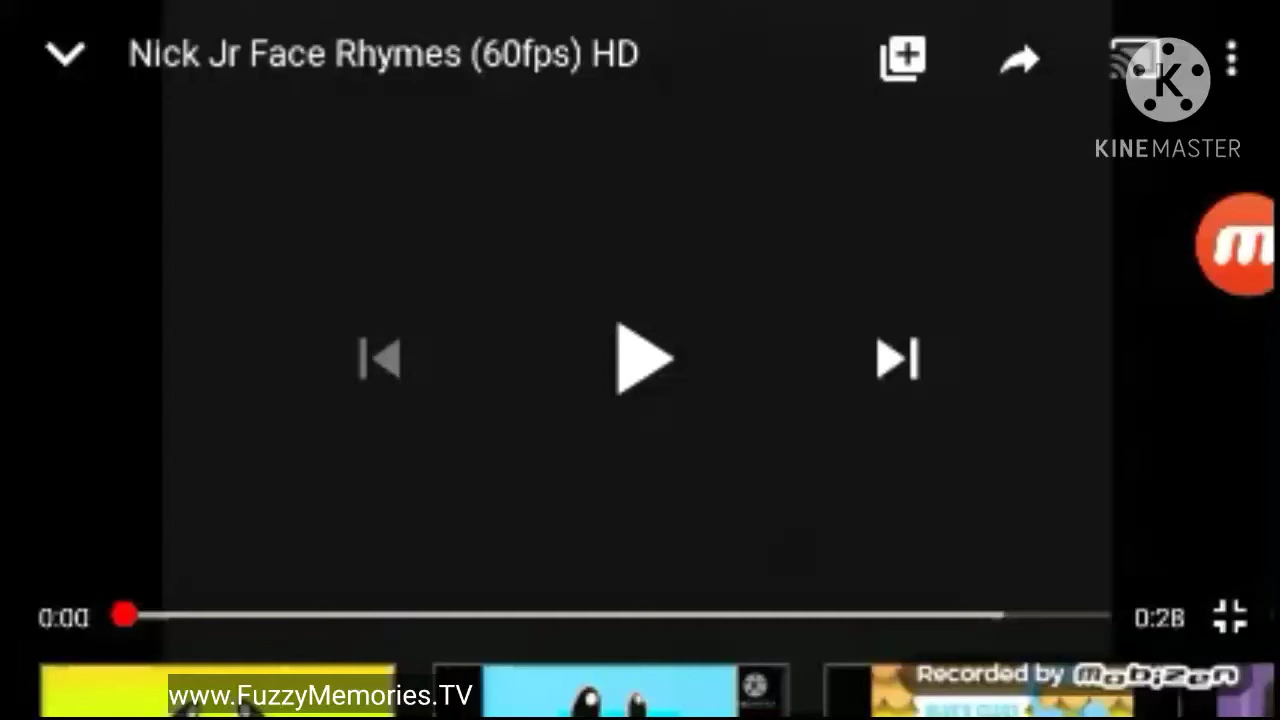 Nick Jr Face Rhymes (60fps) HD
K
KINEMASTER
m
0:00
0:28
Recorded by Mobizen
www.FuzzyMemories.TV